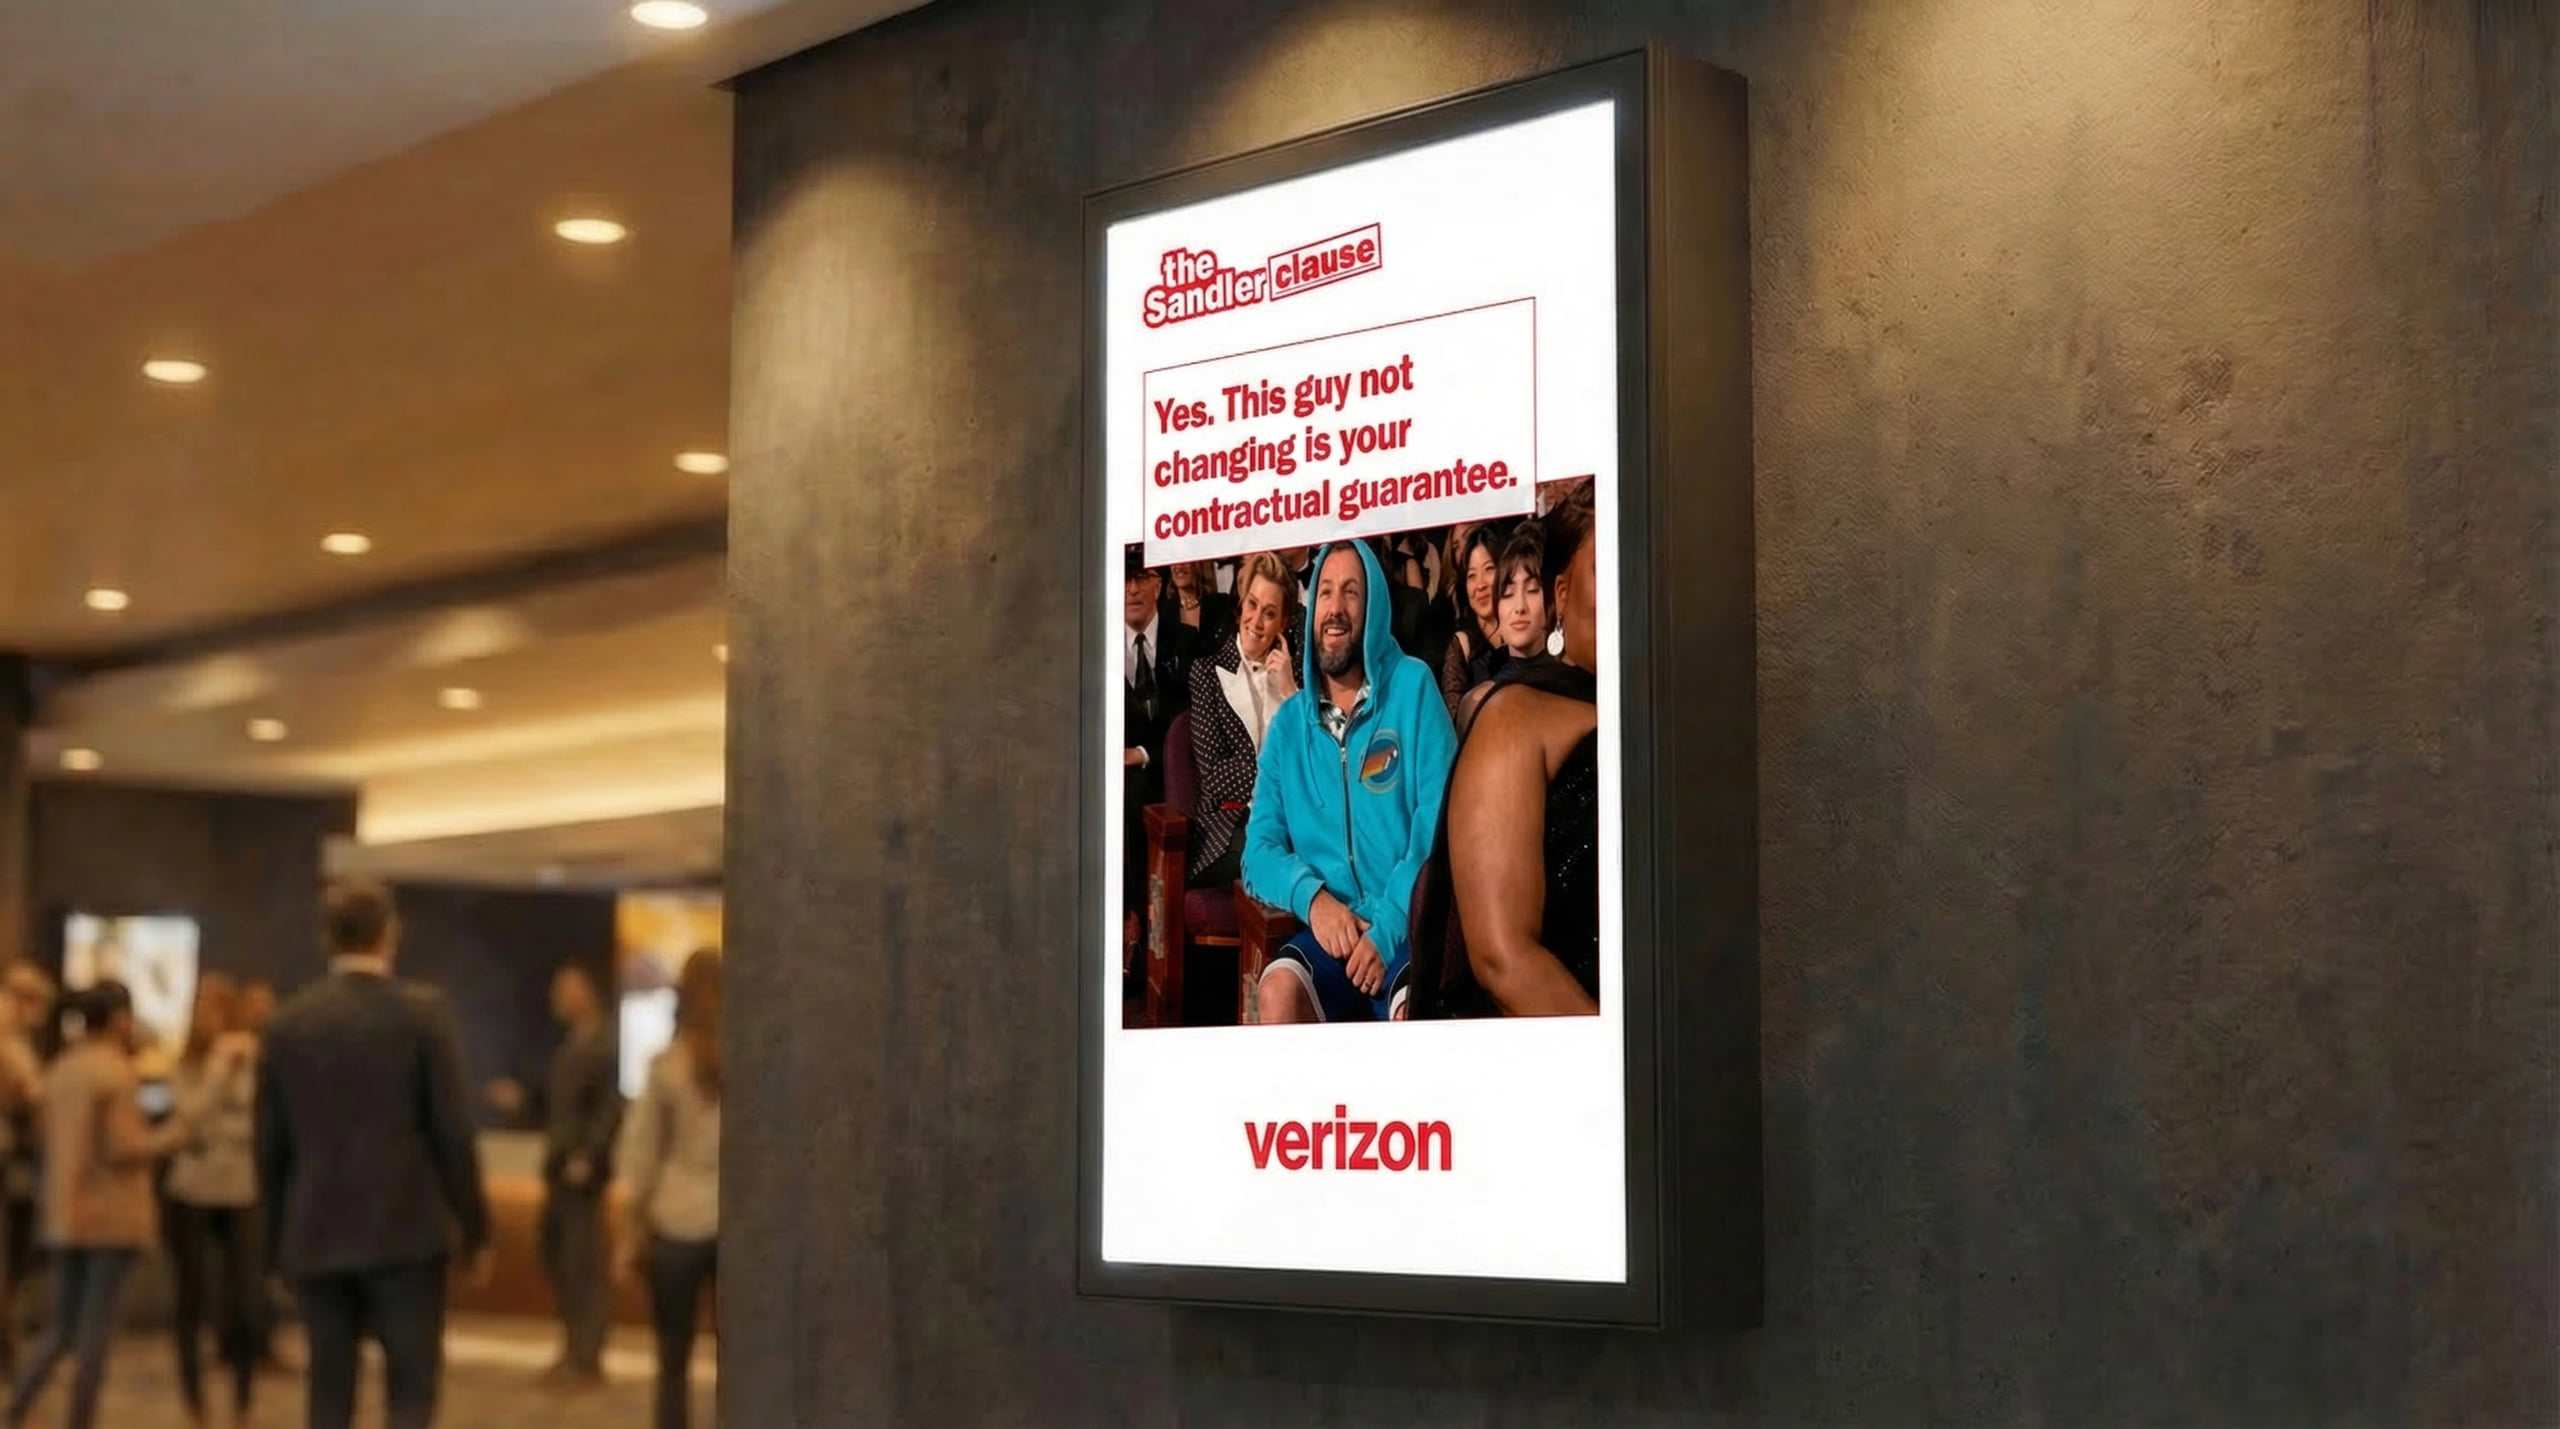 the
Sandler clause
Yes. This guy not
changing is your
contractual guarantee.
verizon